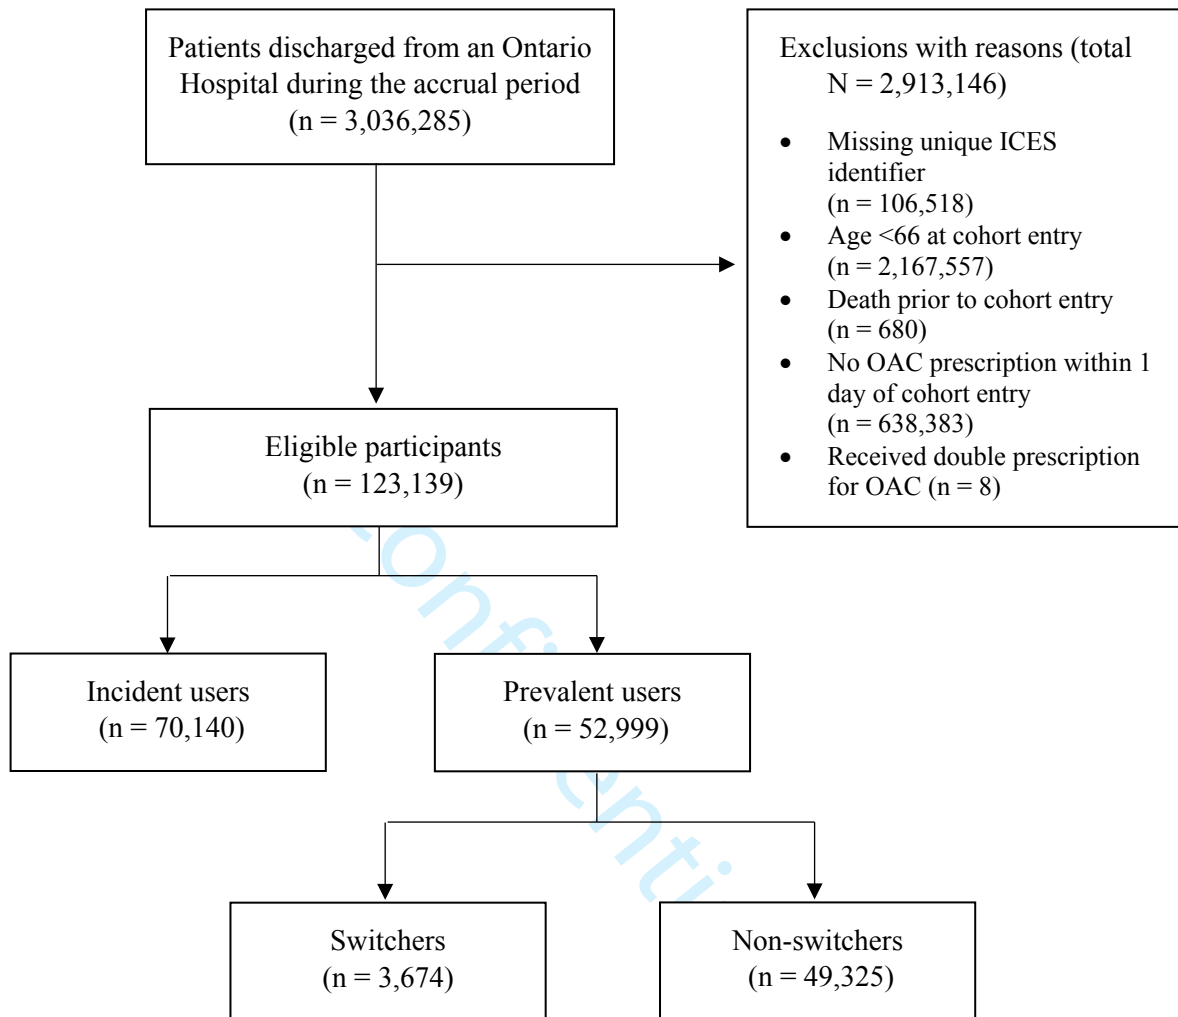 Patients discharged from an Ontario
Hospital during the accrual period
(n = 3,036,285)
Exclusions with reasons (total
N = 2,913,146)
• Missing unique ICES
identifier
(n = 106,518)
• Age <66 at cohort entry
(n = 2,167,557)
• Death prior to cohort entry
(n = 680)
• No OAC prescription within 1
day of cohort entry
(n = 638,383)
• Received double prescription
for OAC (n = 8)
Eligible participants
(n = 123,139)
Incident users
(n = 70,140)
Prevalent users
(n = 52,999)
Switchers
(n = 3,674)
Non-switchers
(n = 49,325)